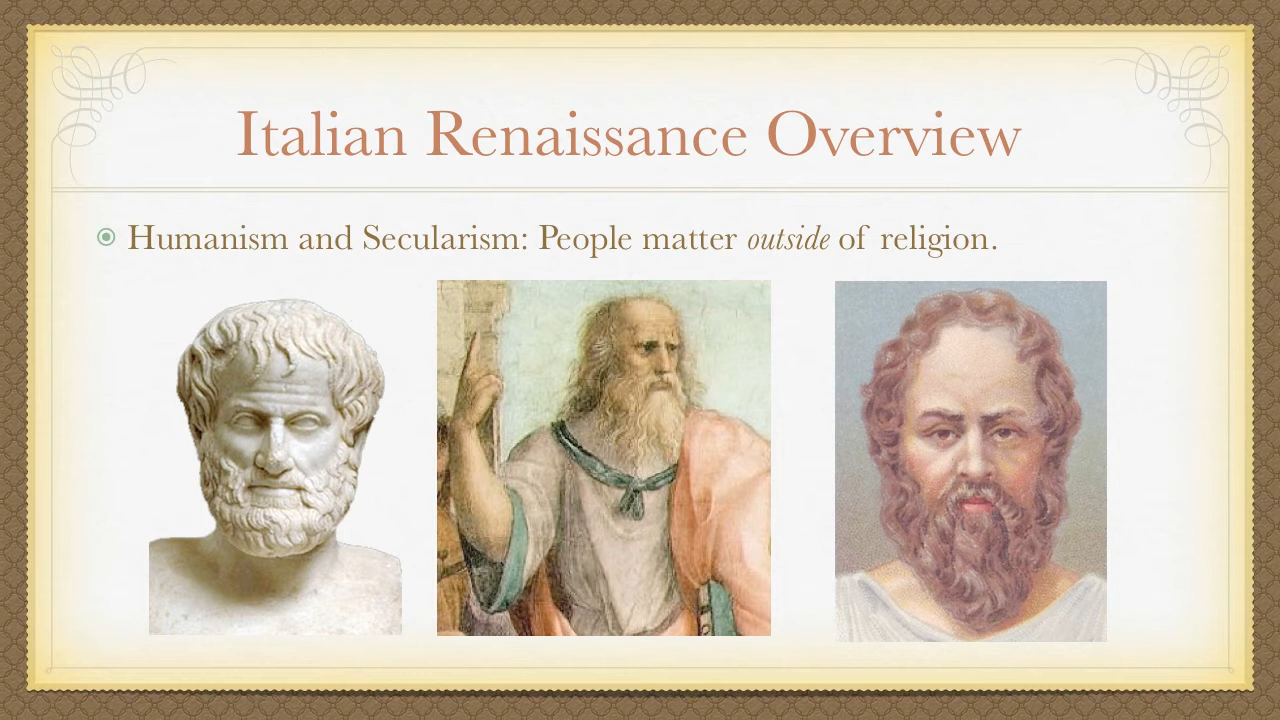 Italian Renaissance Overview
Humanism and Secularism: People matter outside of religion.